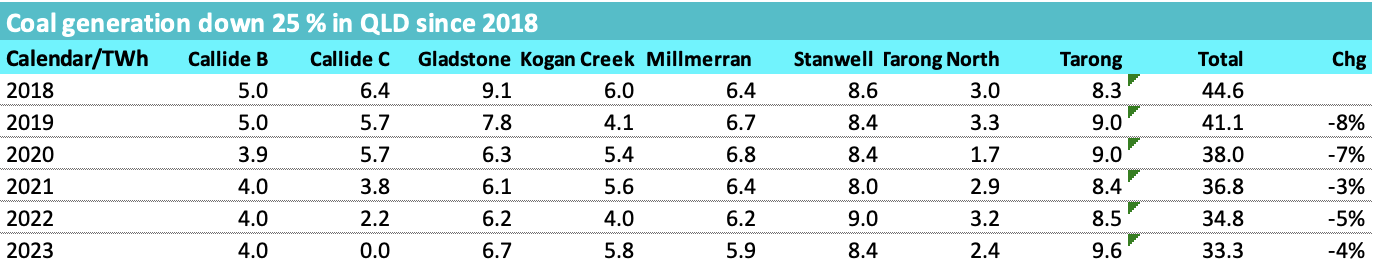 Coal generation down 25 % in QLD since 2018
Calendar/TWh Callide B Callide C Gladstone Kogan Creek Millmerran Stanwell Tarong North Tarong Total Chg
2018 5.0 6.4 9.1 6.0 6.4 8.6 3.0 8.3 44.6
2019 5.0 5.7 7.8 4.1 6.7 8.4 3.3 9.0 41.1 -8%
2020 3.9 5.7 6.3 5.4 6.8 8.4 1.7 9.0 38.0 -7%
2021 4.0 3.8 6.1 5.6 6.4 8.0 2.9 8.4 36.8 -3%
2022 4.0 2.2 6.2 4.0 6.2 9.0 3.2 8.5 34.8 -5%
2023 4.0 0.0 6.7 5.8 5.9 8.4 2.4 9.6 33.3 -4%